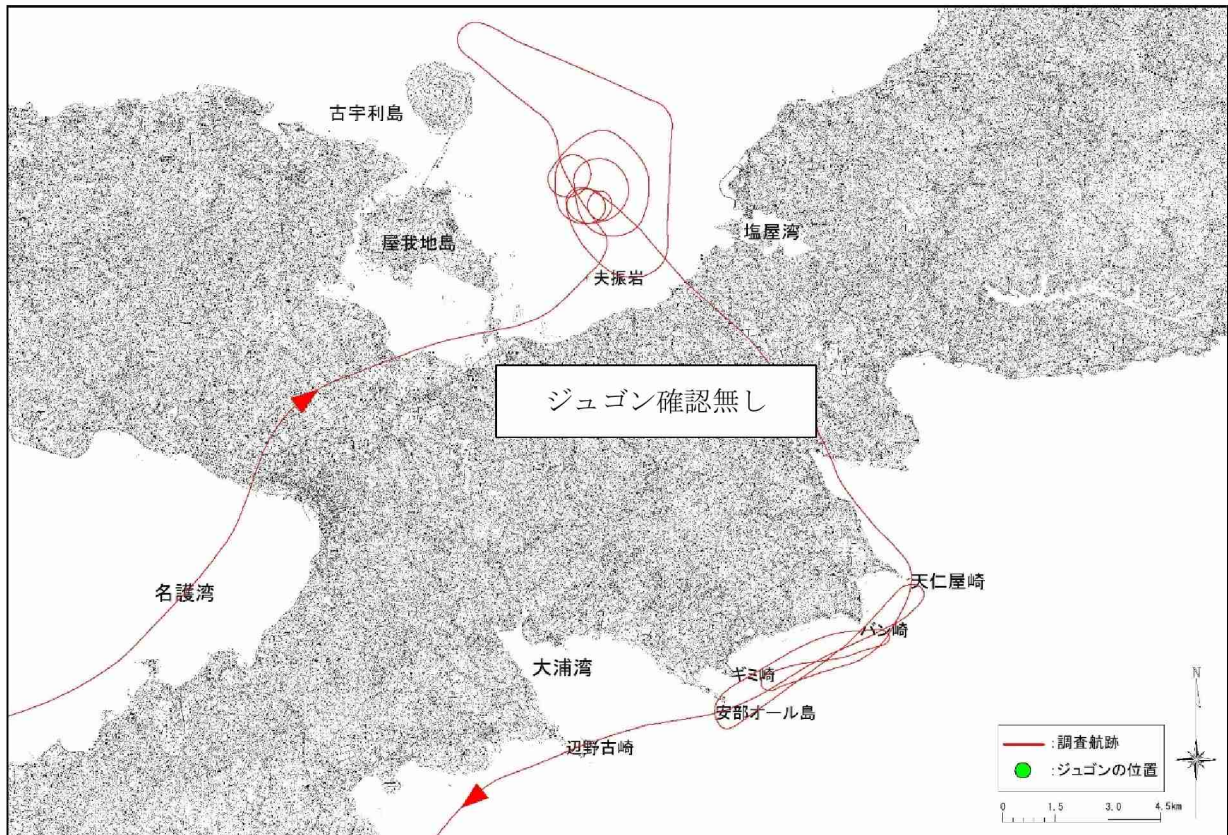 古宇利島
屋我地島
塩屋湾
夫振岩
ジュゴン確認無し
名護湾
天仁屋崎
バン崎
大浦湾
ギミ崎
安部オール島
辺野古崎
N
:調査航跡
:ジュゴンの位置
0 1.5 3.0 4.5km